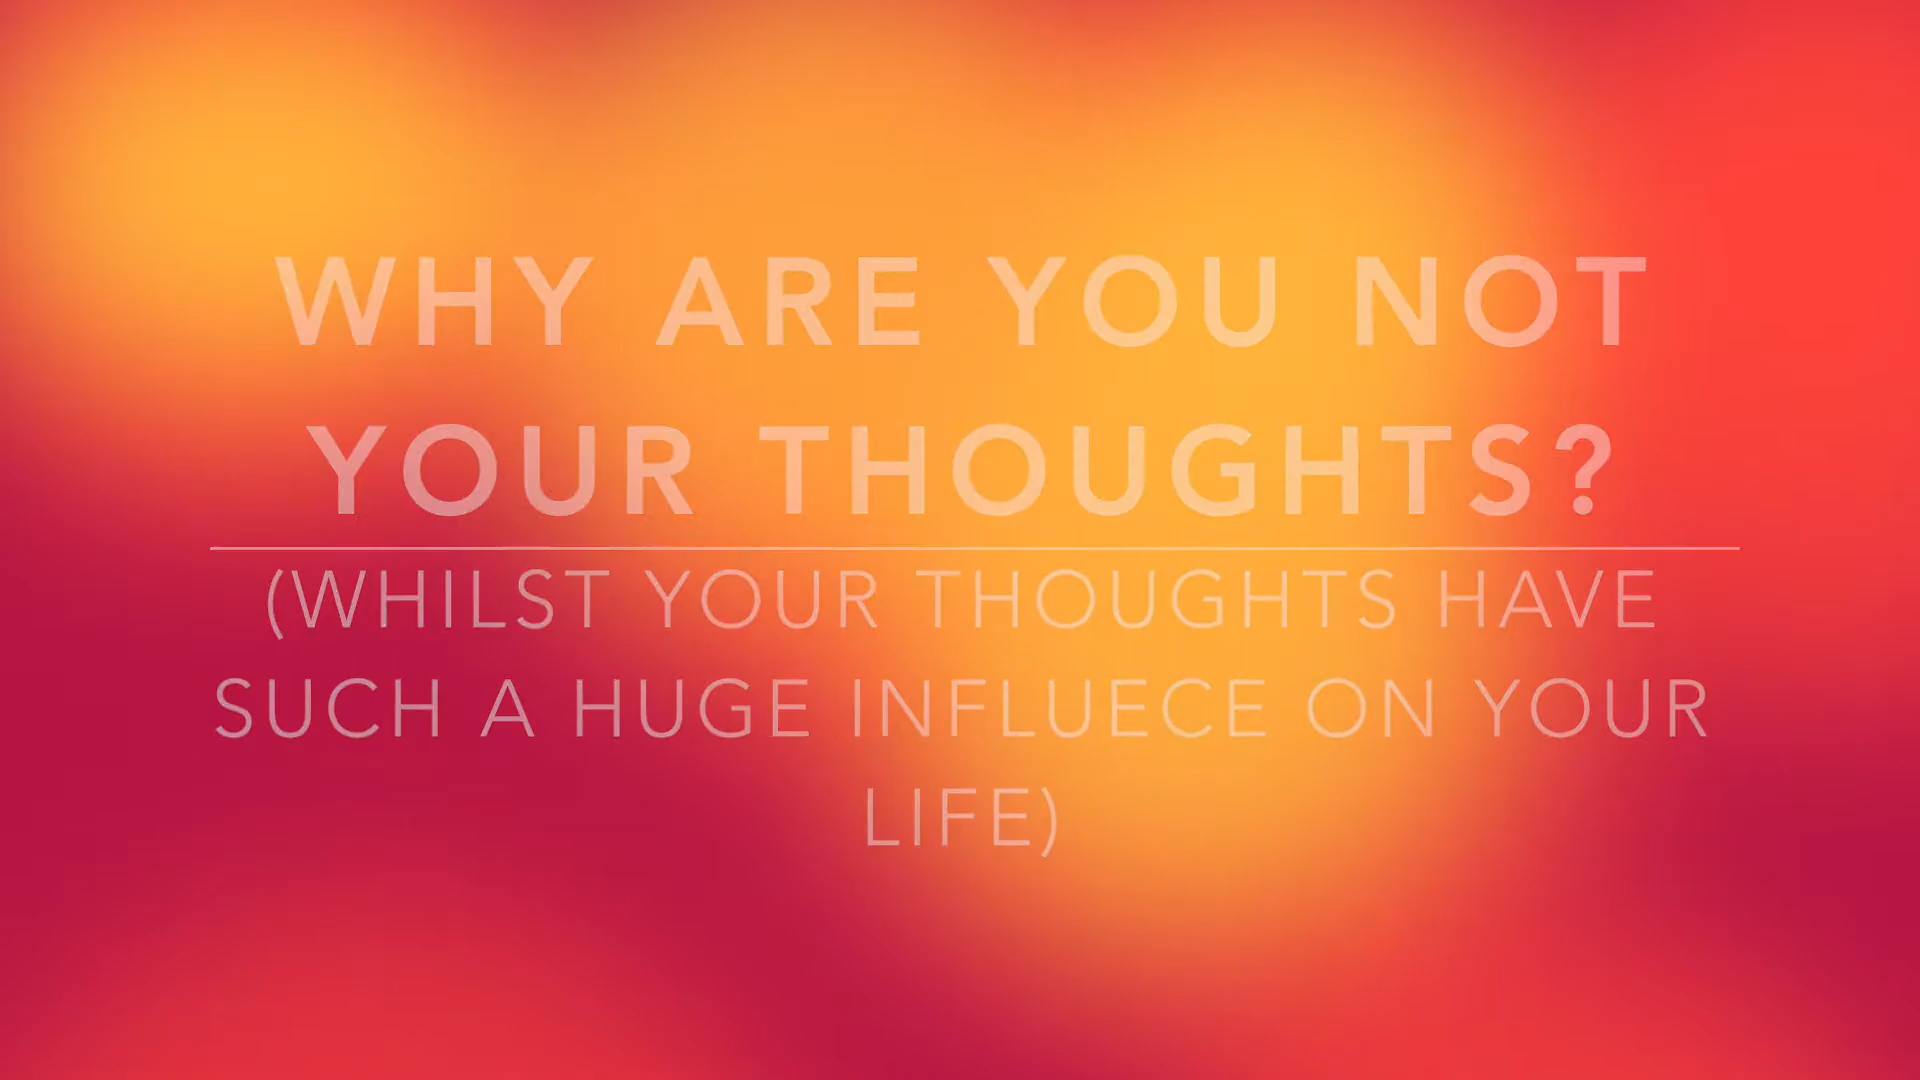 WHY ARE YOU NOT
YOUR THOUGHTS?
(WHILST YOUR THOUGHTS HAVE
SUCH A HUGE INFLUECE ON YOUR
LIFE)